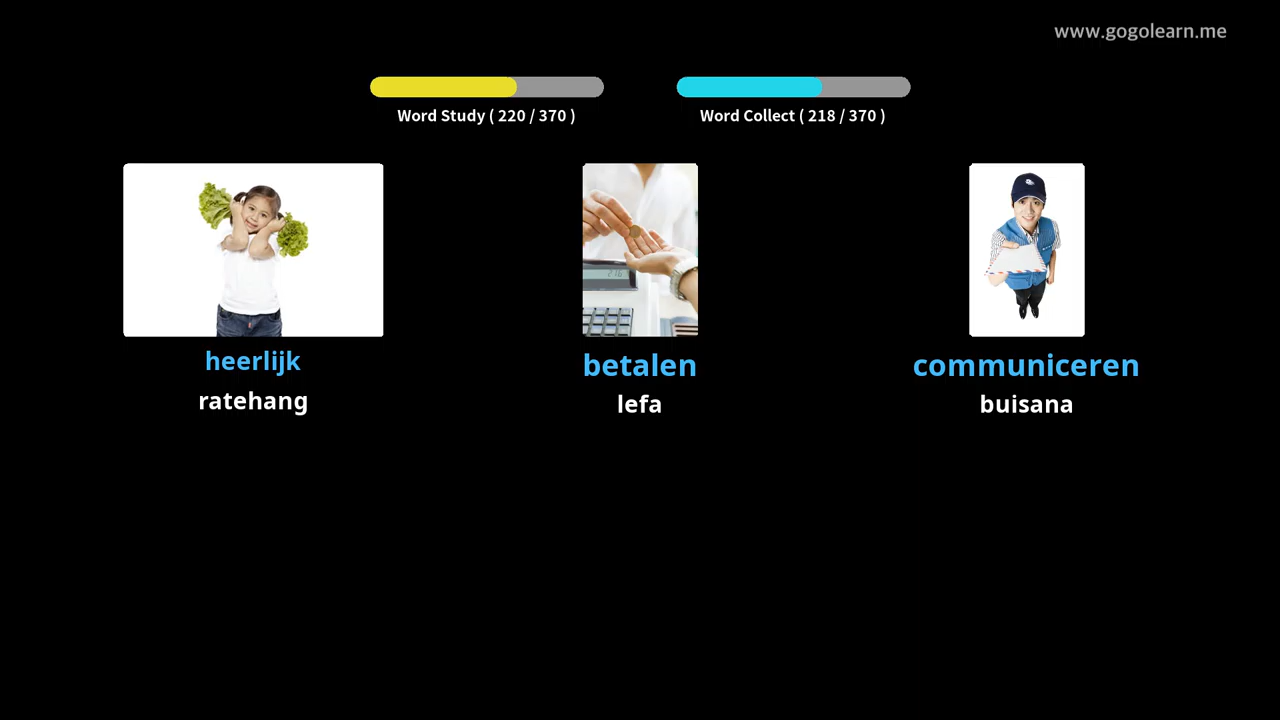 www.gogolearn.me
Word Study ( 220 / 370 )
Word Collect ( 218 / 370 )
heerlijk
betalen
communiceren
ratehang
lefa
buisana